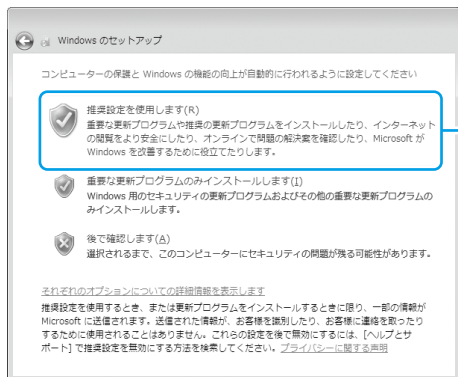 Windows のセットアップ
コンピューターの保護と Windows の機能の向上が自動的に行われるように設定してください
推奨設定を使用します(R)
重要な更新プログラムや推奨の更新プログラムをインストールしたり、インターネット
の閲覧をより安全にしたり、オンラインで問題の解決案を確認したり、Microsoft が
Windows を改善するために役立てたりします。
重要な更新プログラムのみインストールします(I)
Windows 用のセキュリティの更新プログラムおよびその他の重要な更新プログラムの
みインストールします。
後で確認します(A)
選択されるまで、このコンピューターにセキュリティの問題が残る可能性があります。
それぞれのオプションについての詳細情報を表示します
推奨設定を使用するとき、または更新プログラムをインストールするときに限り、一部の情報が
Microsoft に送信されます。送信された情報が、お客様を識別したり、お客様に連絡を取ったり
するために使用されることはありません。これらの設定を後で無効にするには、[ヘルプとサ
ポート] で推奨設定を無効にする方法を検索してください。プライバシーに関する声明